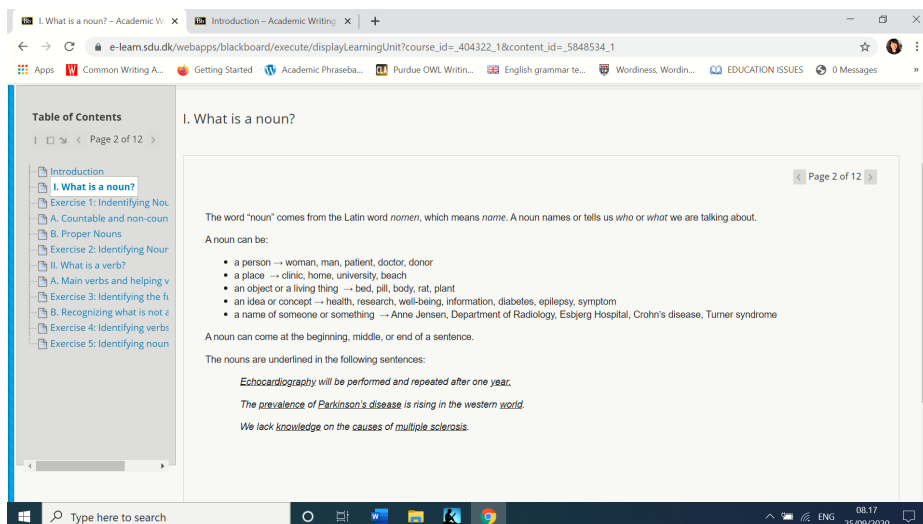 I. What is a noun? – Academic Wi
Introduction – Academic Writing
e-learn.sdu.dk/webapps/blackboard/execute/displayLearningUnit?course_id=_404322_1&content_id=_5848534_1
Apps
Common Writing A...
Getting Started
Academic Phraseba...
Purdue OWL Writin...
English grammar te...
Wordiness, Wordin...
EDUCATION ISSUES
0 Messages
»
Table of Contents
Page 2 of 12
Introduction
I. What is a noun?
Exercise 1: Indentifying Nou
A. Countable and non-coun
B. Proper Nouns
Exercise 2: Identifying Nour
II. What is a verb?
A. Main verbs and helping v
Exercise 3: Identifying the fu
B. Recognizing what is not a
Exercise 4: Identifying verbs
Exercise 5: Identifying noun
I. What is a noun?
Page 2 of 12
The word “noun” comes from the Latin word nomen, which means name. A noun names or tells us who or what we are talking about.
A noun can be:
• a person → woman, man, patient, doctor, donor
• a place → clinic, home, university, beach
• an object or a living thing → bed, pill, body, rat, plant
• an idea or concept → health, research, well-being, information, diabetes, epilepsy, symptom
• a name of someone or something → Anne Jensen, Department of Radiology, Esbjerg Hospital, Crohn's disease, Turner syndrome
A noun can come at the beginning, middle, or end of a sentence.
The nouns are underlined in the following sentences:
Echocardiography will be performed and repeated after one year.
The prevalence of Parkinson's disease is rising in the western world.
We lack knowledge on the causes of multiple sclerosis.
Type here to search
ENG
08.17
25/09/2020